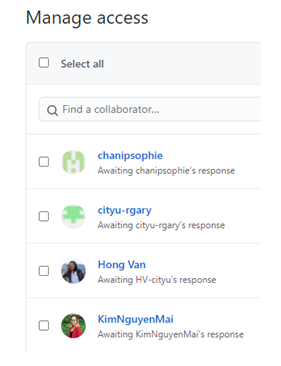 Manage access
Select all
Find a collaborator...
chanipsophie
Awaiting chanipsophie's response
cityu-rgary
Awaiting cityu-rgary's response
Hong Van
Awaiting HV-cityu's response
KimNguyenMai
Awaiting KimNguyenMai's response